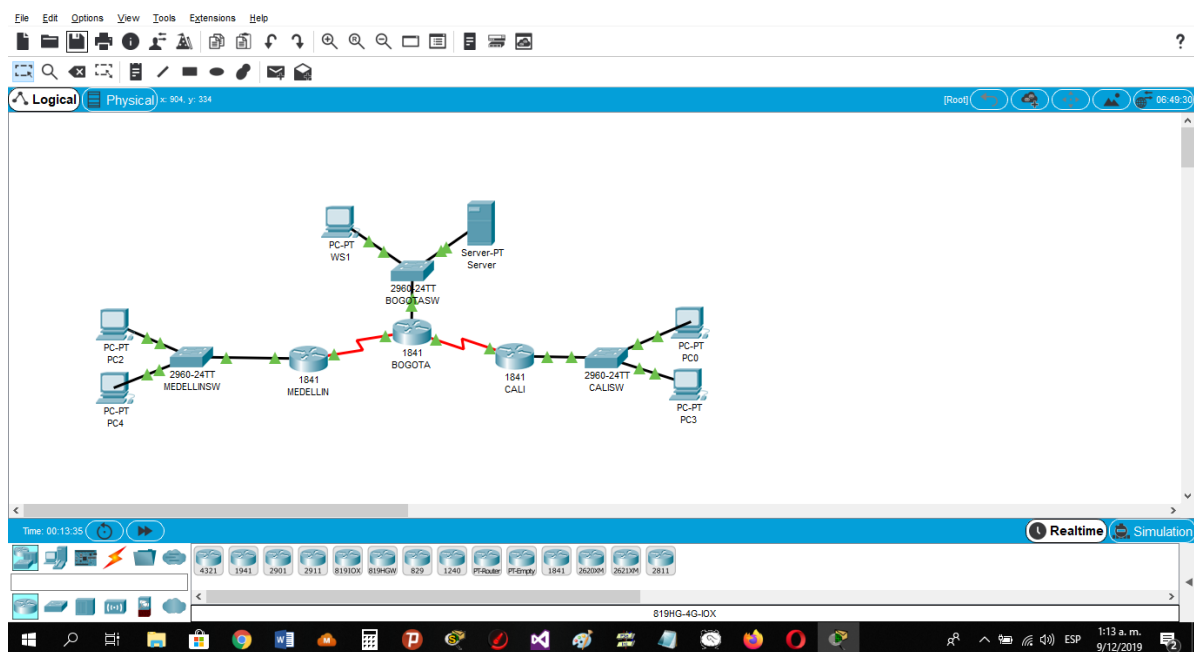 File Edit Options View Tools Extensions Help
?
Logical Physical x: 904, y: 334 [Root] 06:49:30
PC-PT
WS1
Server-PT
Server
2960-24TT
BOGOTASW
1841
BOGOTA
PC-PT
PC2
2960-24TT
MEDELLINSW
1841
MEDELLIN
PC-PT
PC4
1841
CALI
2960-24TT
CALISW
PC-PT
PC0
PC-PT
PC3
Time: 00:13:35 Realtime Simulation
4321 1941 2901 2911 819IOX 819HGW 829 1240 PT-Router PT-Empty 1841 2620XM 2621XM 2811
819HG-4G-IOX
ESP 1:13 a. m.
9/12/2019 2